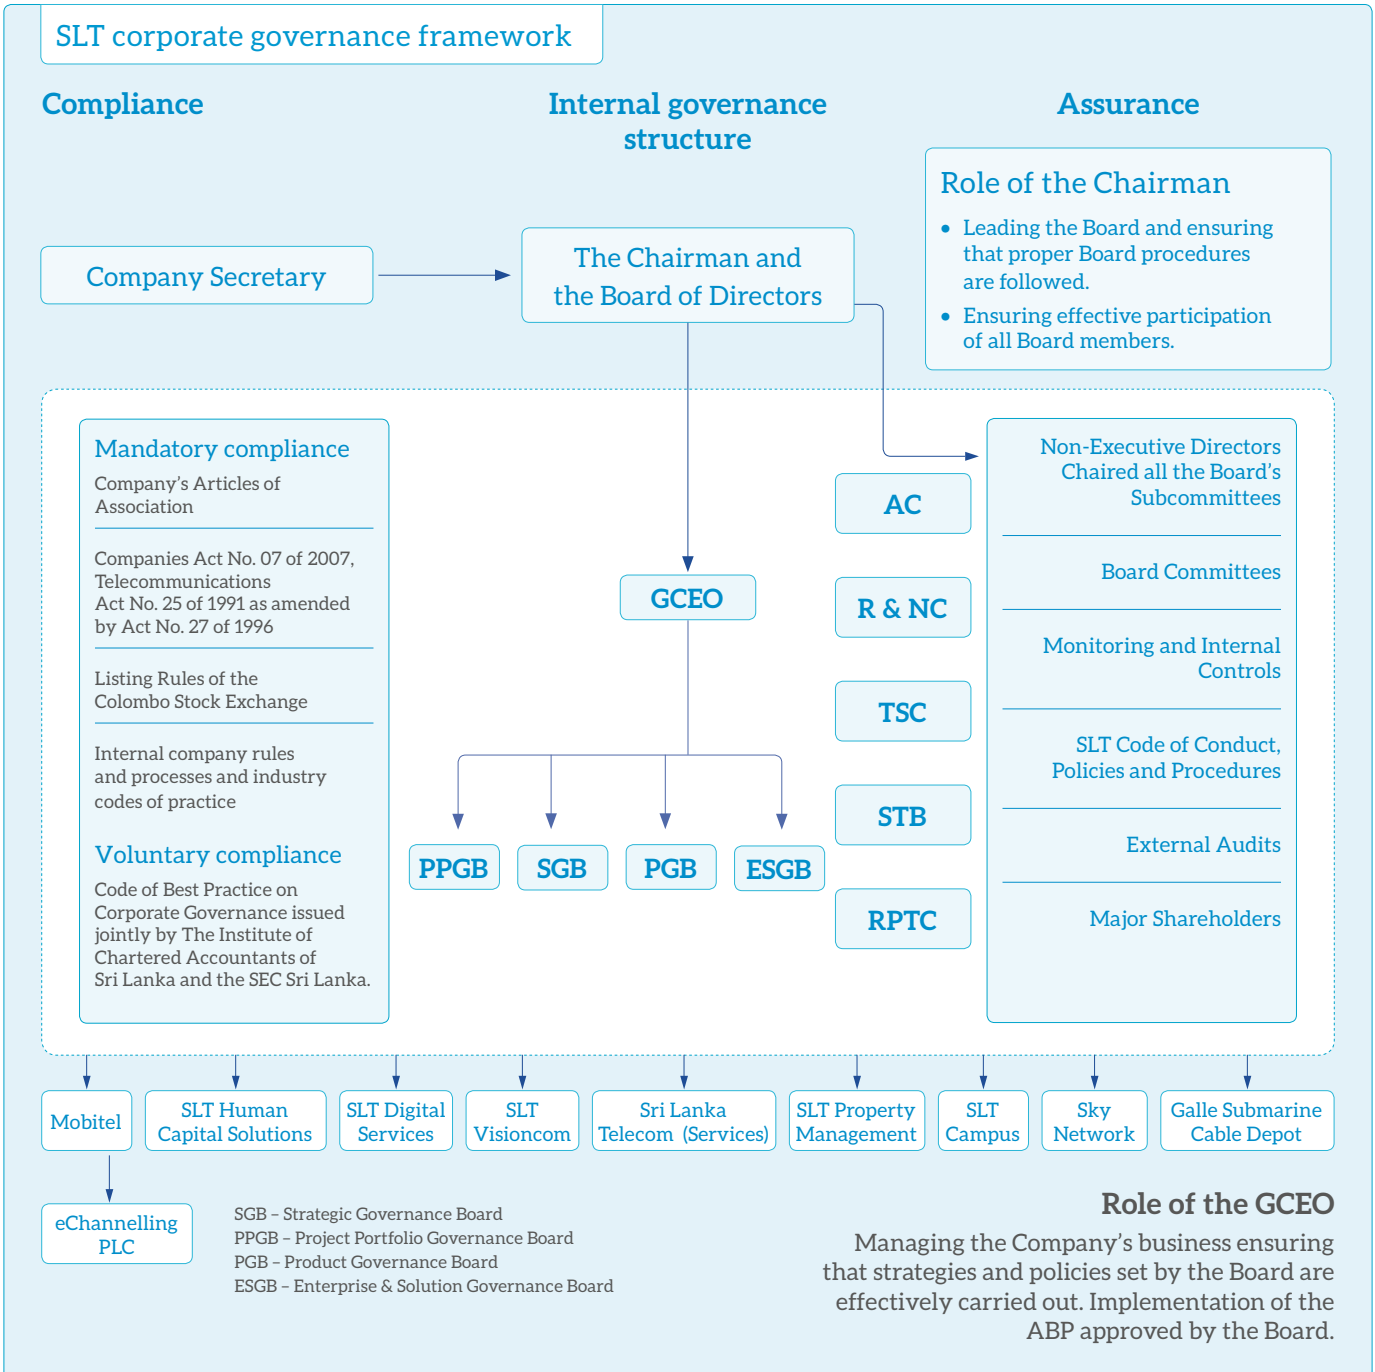 SLT corporate governance framework
Compliance
Internal governance
structure
Assurance
Role of the Chairman
• Leading the Board and ensuring
that proper Board procedures
are followed.
• Ensuring effective participation
of all Board members.
Company Secretary
The Chairman and
the Board of Directors
Mandatory compliance
Company’s Articles of
Association
Companies Act No. 07 of 2007,
Telecommunications
Act No. 25 of 1991 as amended
by Act No. 27 of 1996
Listing Rules of the
Colombo Stock Exchange
Internal company rules
and processes and industry
codes of practice
Voluntary compliance
Code of Best Practice on
Corporate Governance issued
jointly by The Institute of
Chartered Accountants of
Sri Lanka and the SEC Sri Lanka.
GCEO
PPGB
SGB
PGB
ESGB
AC
R & NC
TSC
STB
RPTC
Non-Executive Directors
Chaired all the Board’s
Subcommittees
Board Committees
Monitoring and Internal
Controls
SLT Code of Conduct,
Policies and Procedures
External Audits
Major Shareholders
Mobitel
SLT Human
Capital Solutions
SLT Digital
Services
SLT
Visioncom
Sri Lanka
Telecom (Services)
SLT Property
Management
SLT
Campus
Sky
Network
Galle Submarine
Cable Depot
eChannelling
PLC
SGB – Strategic Governance Board
PPGB – Project Portfolio Governance Board
PGB – Product Governance Board
ESGB – Enterprise & Solution Governance Board
Role of the GCEO
Managing the Company’s business ensuring
that strategies and policies set by the Board are
effectively carried out. Implementation of the
ABP approved by the Board.